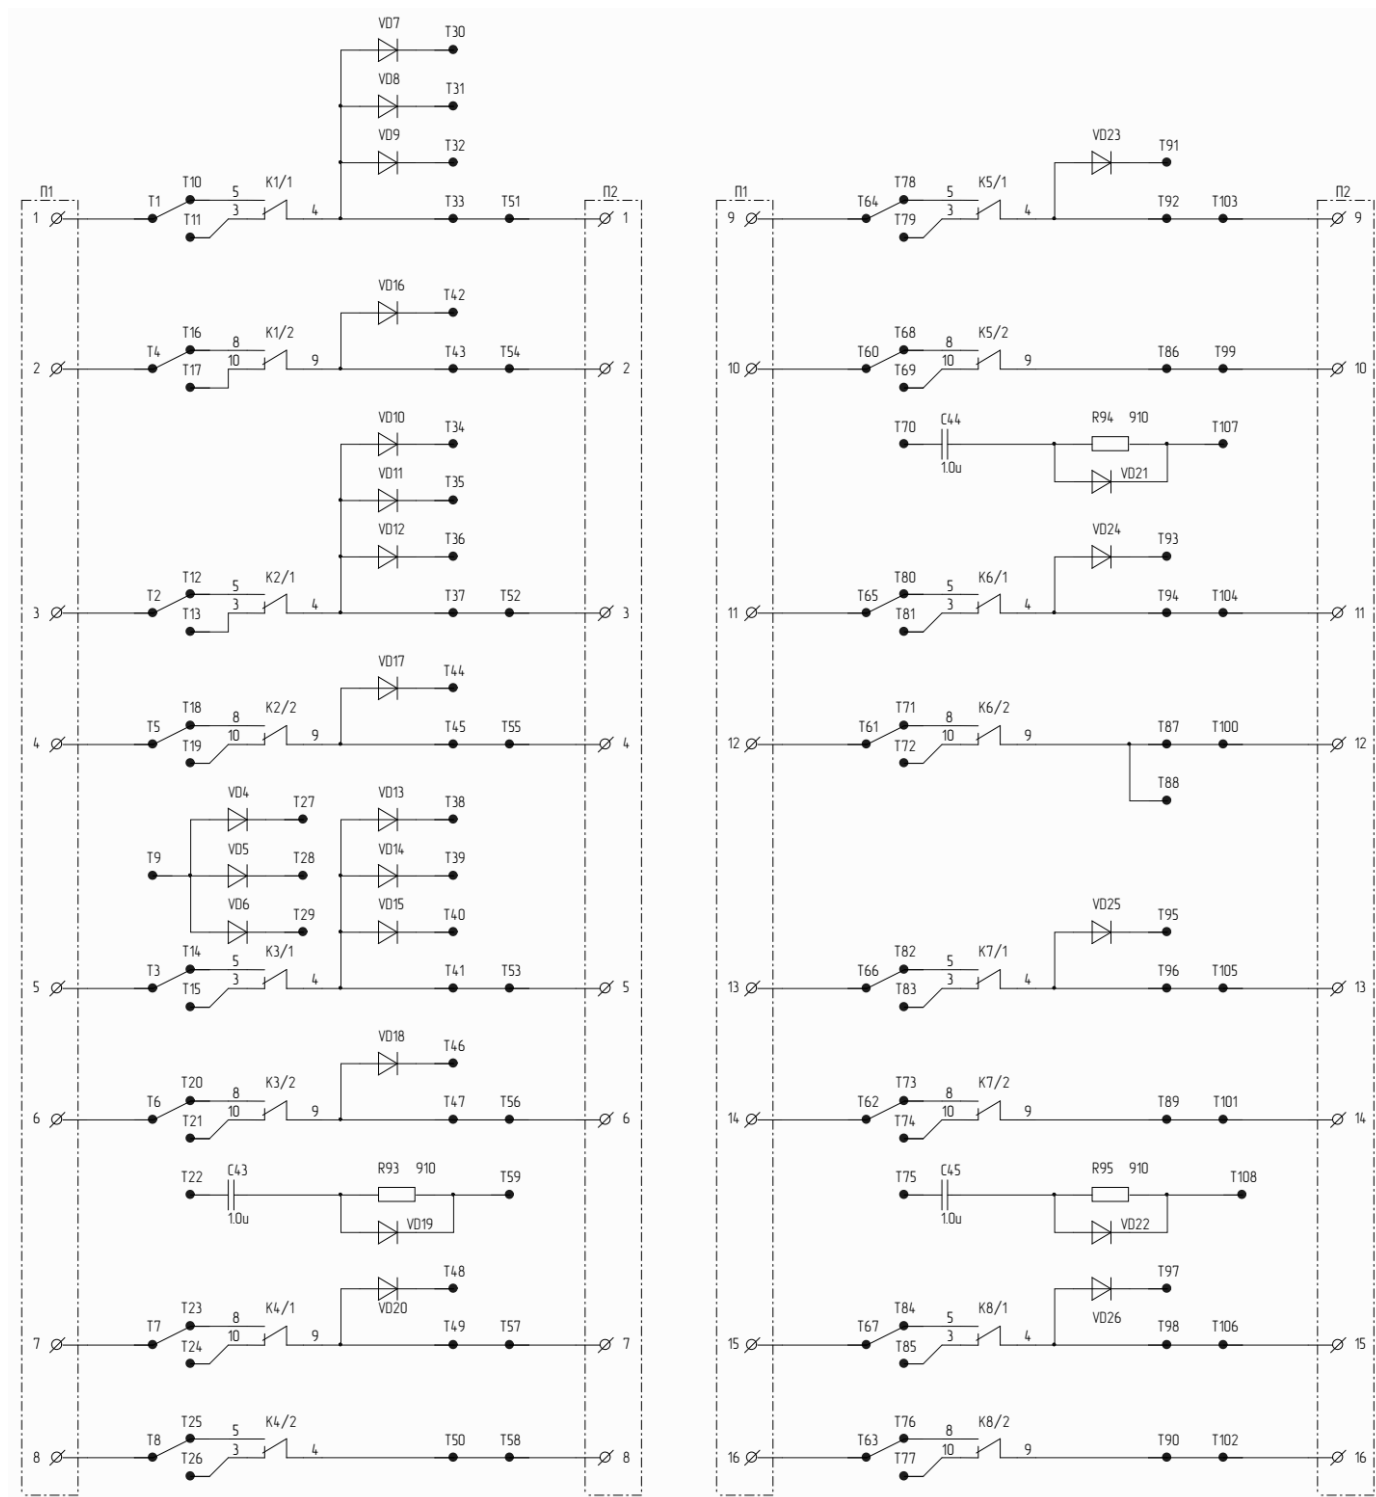 VD7 T30
VD8 T31
VD9 T32
П1 T10 5 K1/1 П2
1 T1 T11 3 4 T33 T51 1
VD16 T42
T16 8 K1/2
2 T4 T17 10 9 T43 T54 2
VD10 T34
VD11 T35
VD12 T36
T12 5 K2/1
3 T2 T13 3 4 T37 T52 3
VD17 T44
T18 8 K2/2
4 T5 T19 10 9 T45 T55 4
VD4 T27 VD13 T38
T9 VD5 T28 VD14 T39
VD6 T29 VD15 T40
T14 5 K3/1
5 T3 T15 3 4 T41 T53 5
VD18 T46
T20 8 K3/2
6 T6 T21 10 9 T47 T56 6
T22 C43 R93 910 T59
1.0u VD19
T48
VD20
T23 8 K4/1
7 T7 T24 10 9 T49 T57 7
T25 5 K4/2
8 T8 T26 3 4 T50 T58 8
VD23 T91
П1 T78 5 K5/1 П2
9 T64 T79 3 4 T92 T103 9
T68 8 K5/2
10 T60 T69 10 9 T86 T99 10
T70 C44 R94 910 T107
1.0u VD21
VD24 T93
T80 5 K6/1
11 T65 T81 3 4 T94 T104 11
T71 8 K6/2
12 T61 T72 10 9 T87 T100 12
T88
VD25 T95
T82 5 K7/1
13 T66 T83 3 4 T96 T105 13
T73 8 K7/2
14 T62 T74 10 9 T89 T101 14
T75 C45 R95 910 T108
1.0u VD22
T97
VD26
T84 5 K8/1
15 T67 T85 3 4 T98 T106 15
T76 8 K8/2
16 T63 T77 10 9 T90 T102 16